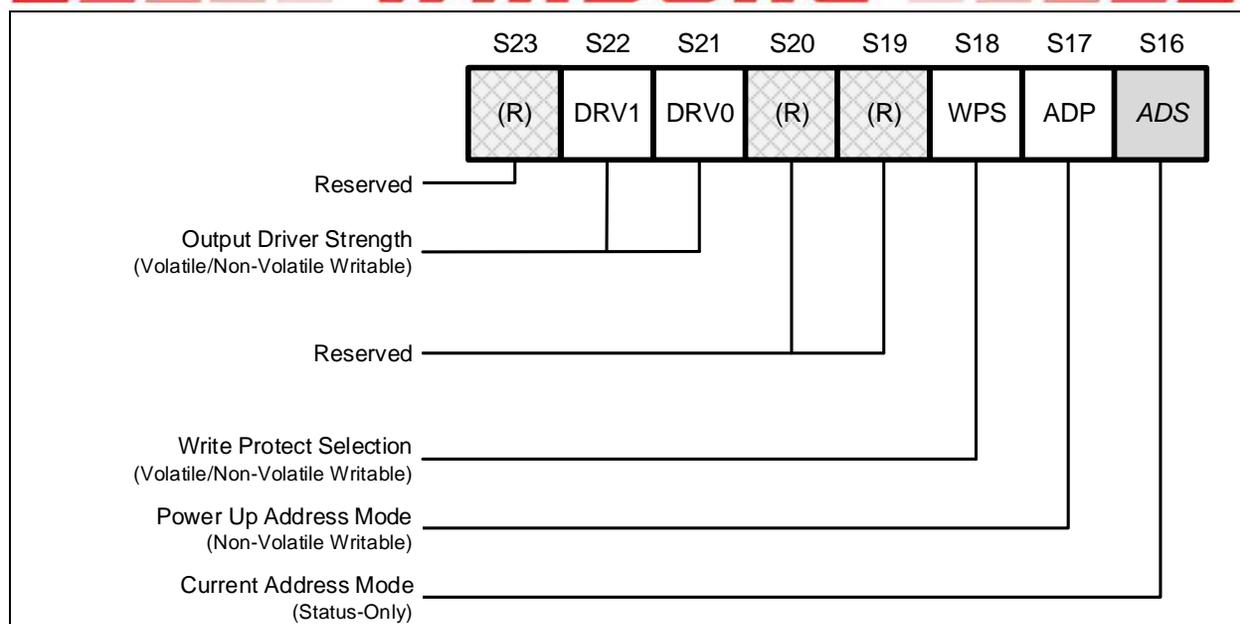 S23 S22 S21 S20 S19 S18 S17 S16
(R) DRV1 DRV0 (R) (R) WPS ADP ADS
Reserved
Output Driver Strength
(Volatile/Non-Volatile Writable)
Reserved
Write Protect Selection
(Volatile/Non-Volatile Writable)
Power Up Address Mode
(Non-Volatile Writable)
Current Address Mode
(Status-Only)